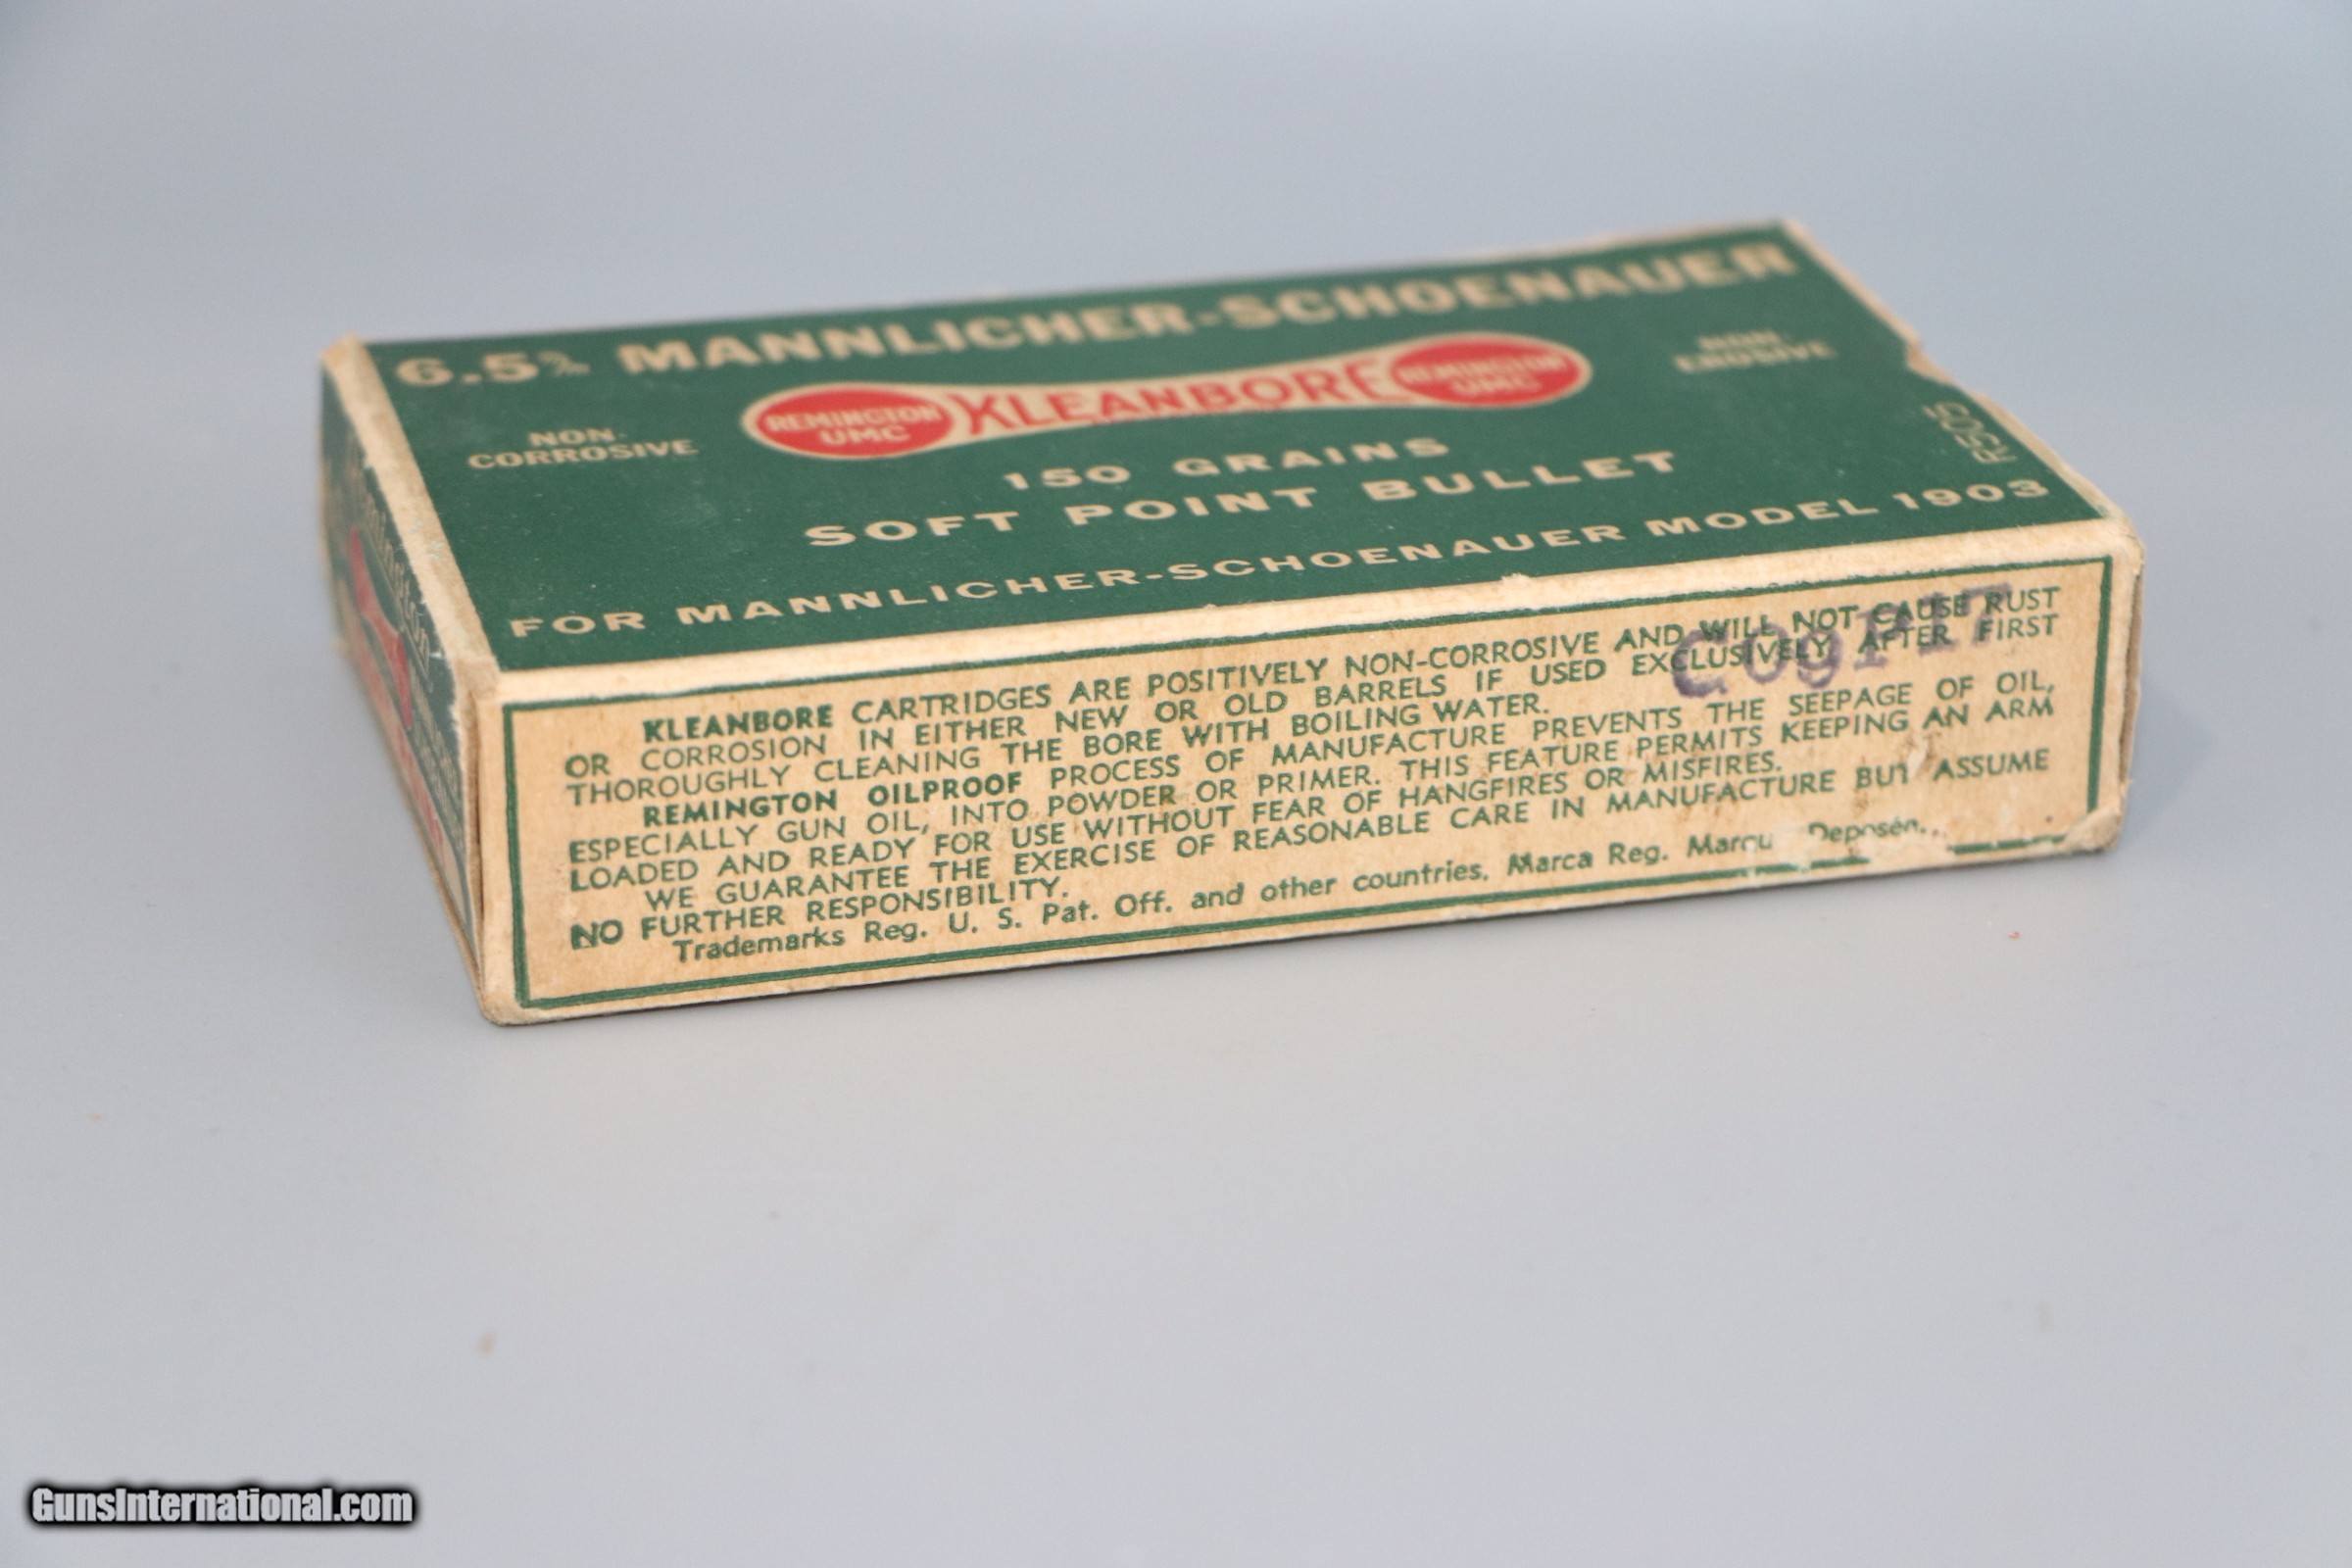 6.5 MANNLICHER-SCHOENAUER
NON-
CORROSIVE
REMINGTON
UMC
KLEANBORE
REMINGTON
UMC
NON-
EROSIVE
150 GRAINS
SOFT POINT BULLET
FOR MANNLICHER-SCHOENAUER MODEL 1903
Remington
KLEANBORE CARTRIDGES ARE POSITIVELY NON-CORROSIVE AND WILL NOT CAUSE RUST
OR CORROSION IN EITHER NEW OR OLD BARRELS IF USED EXCLUSIVELY AFTER FIRST
THOROUGHLY CLEANING THE BORE WITH BOILING WATER.
REMINGTON OILPROOF PROCESS OF MANUFACTURE PREVENTS THE SEEPAGE OF OIL,
ESPECIALLY GUN OIL, INTO POWDER OR PRIMER. THIS FEATURE PERMITS KEEPING AN ARM
LOADED AND READY FOR USE WITHOUT FEAR OF HANGFIRES OR MISFIRES.
WE GUARANTEE THE EXERCISE OF REASONABLE CARE IN MANUFACTURE BUT ASSUME
NO FURTHER RESPONSIBILITY.
Trademarks Reg. U. S. Pat. Off. and other countries, Marca Reg.
GunsInternational.com